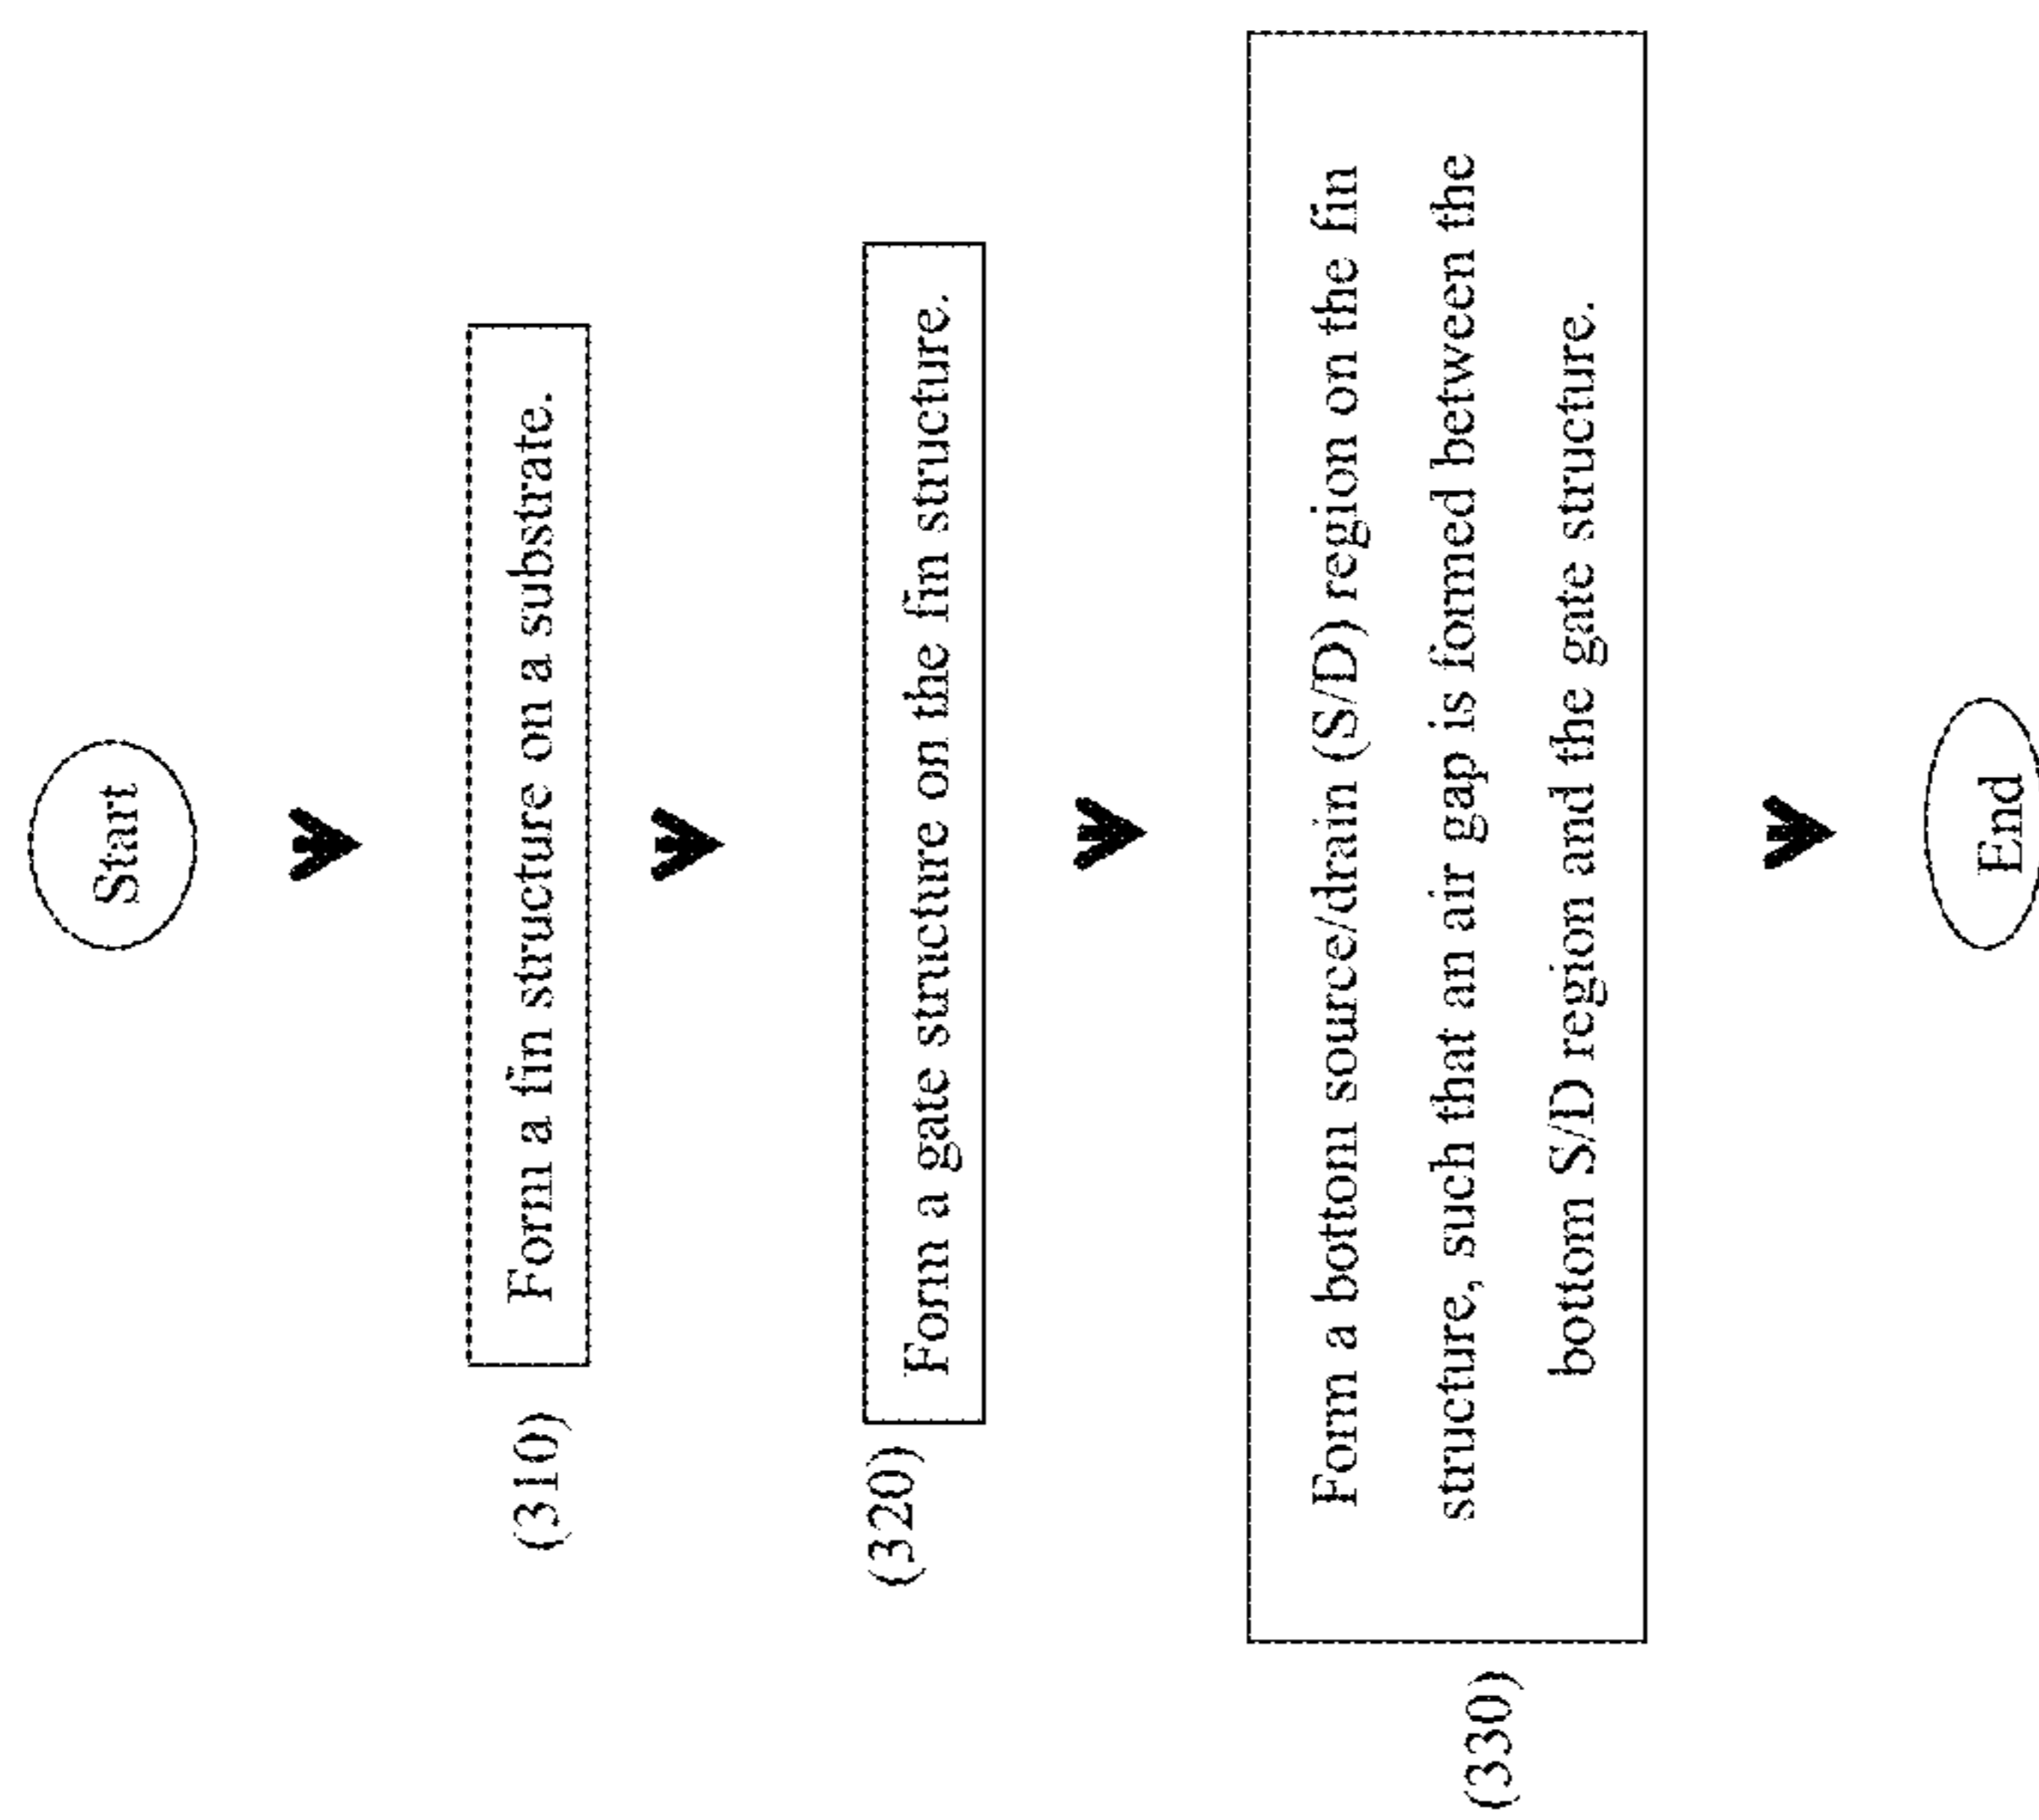 Start
(310)
Form a fin structure on a substrate.
(320)
Form a gate structure on the fin structure.
(330)
Form a bottom source/drain (S/D) region on the fin
structure, such that an air gap is fomed between the
bottom S/D region and the gate structure.
End